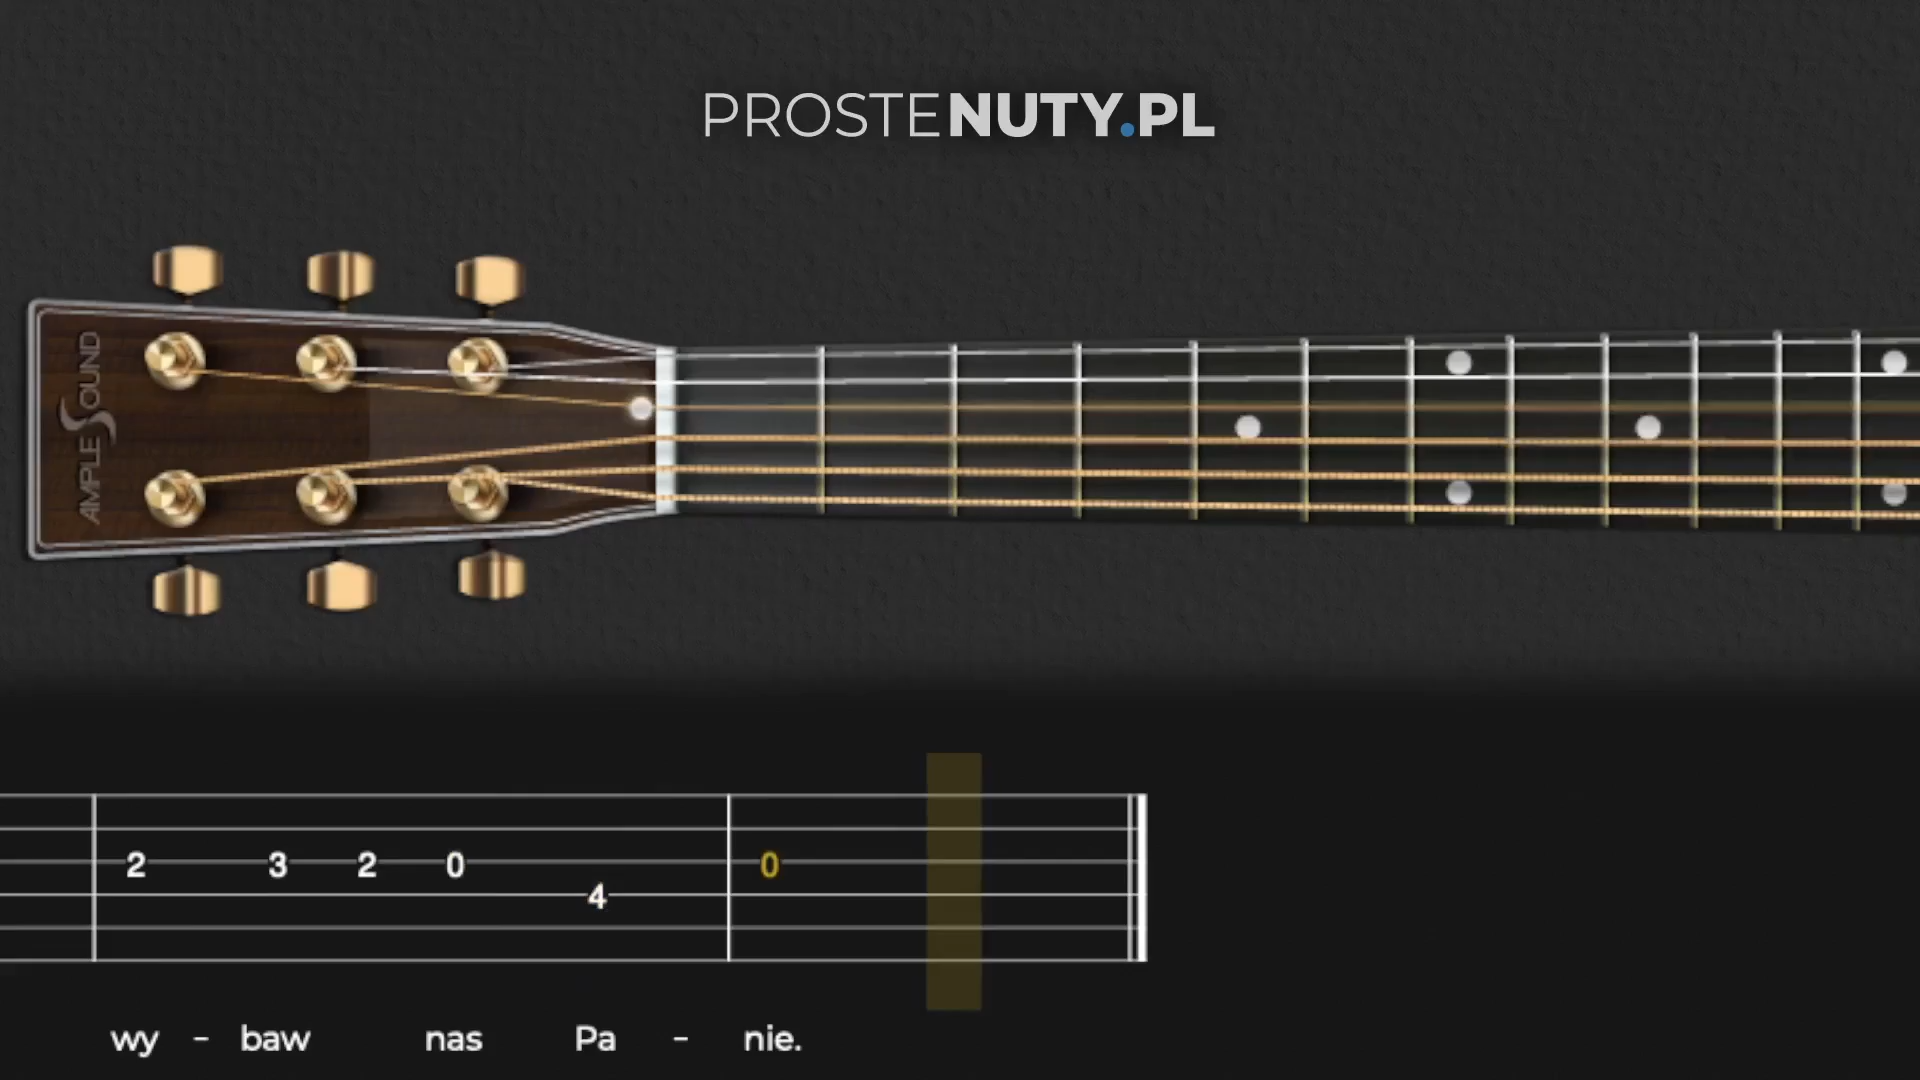 PROSTENUTY.PL
AMPLE SOUND
2 3 2 0 0
4
wy - baw nas Pa - nie.